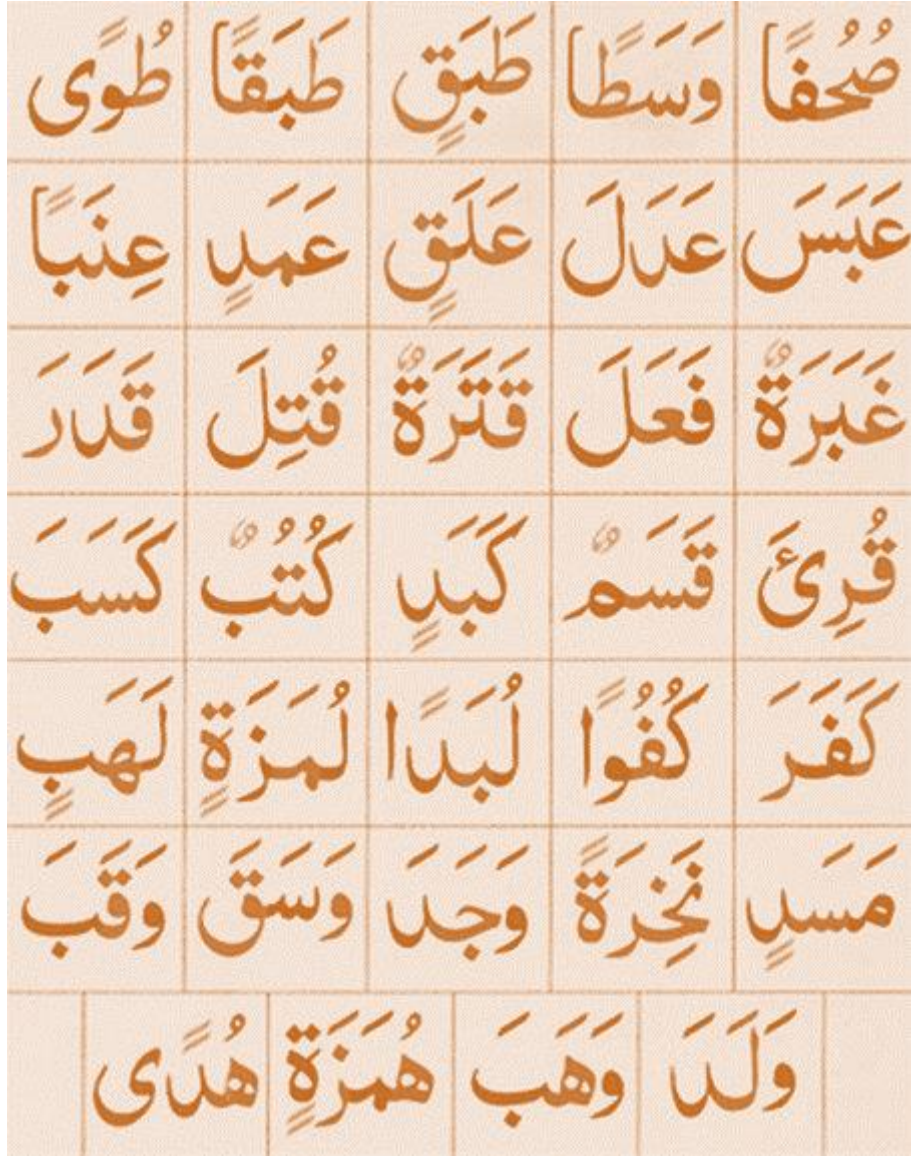 صُحُفًا وَسَطًا طَبَقٍ طَبَقًا طُوًى
عَبَسَ عَدَلَ عَلَقٍ عَمَدٍ عِنَبًا
غَبَرَةٌ فَعَلَ قَتَرَةٌ قُتِلَ قَدَرَ
قُرِئَ قَسَمٌ كَبَدٍ كُتُبٌ كَسَبَ
كَفَرَ كُفُوًا لُبَدًا لُمَزَةٍ لَهَبٍ
مَسَدٍ نَخِرَةً وَجَدَ وَسَقَ وَقَبَ
وَلَدَ وَهَبَ هُمَزَةٍ هُدًى